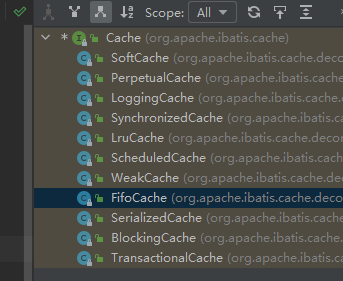 Scope: All
Cache (org.apache.ibatis.cache)
SoftCache (org.apache.ibatis.cache.deco
PerpetualCache (org.apache.ibatis.cache
LoggingCache (org.apache.ibatis.cache.d
SynchronizedCache (org.apache.ibatis.ca
LruCache (org.apache.ibatis.cache.decor
ScheduledCache (org.apache.ibatis.cache
WeakCache (org.apache.ibatis.cache.dec
FifoCache (org.apache.ibatis.cache.deco
SerializedCache (org.apache.ibatis.cache
BlockingCache (org.apache.ibatis.cache.d
TransactionalCache (org.apache.ibatis.ca